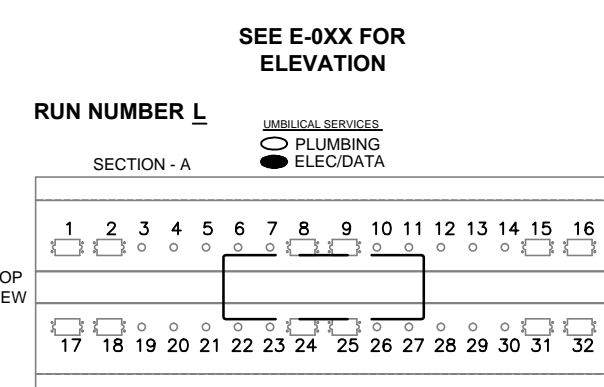 SEE E-0XX FOR
ELEVATION
RUN NUMBER L
UMBILICAL SERVICES
PLUMBING
ELEC/DATA
SECTION - A
1 2 3 4 5 6 7 8 9 10 11 12 13 14 15 16
OP
EW
17 18 19 20 21 22 23 24 25 26 27 28 29 30 31 32